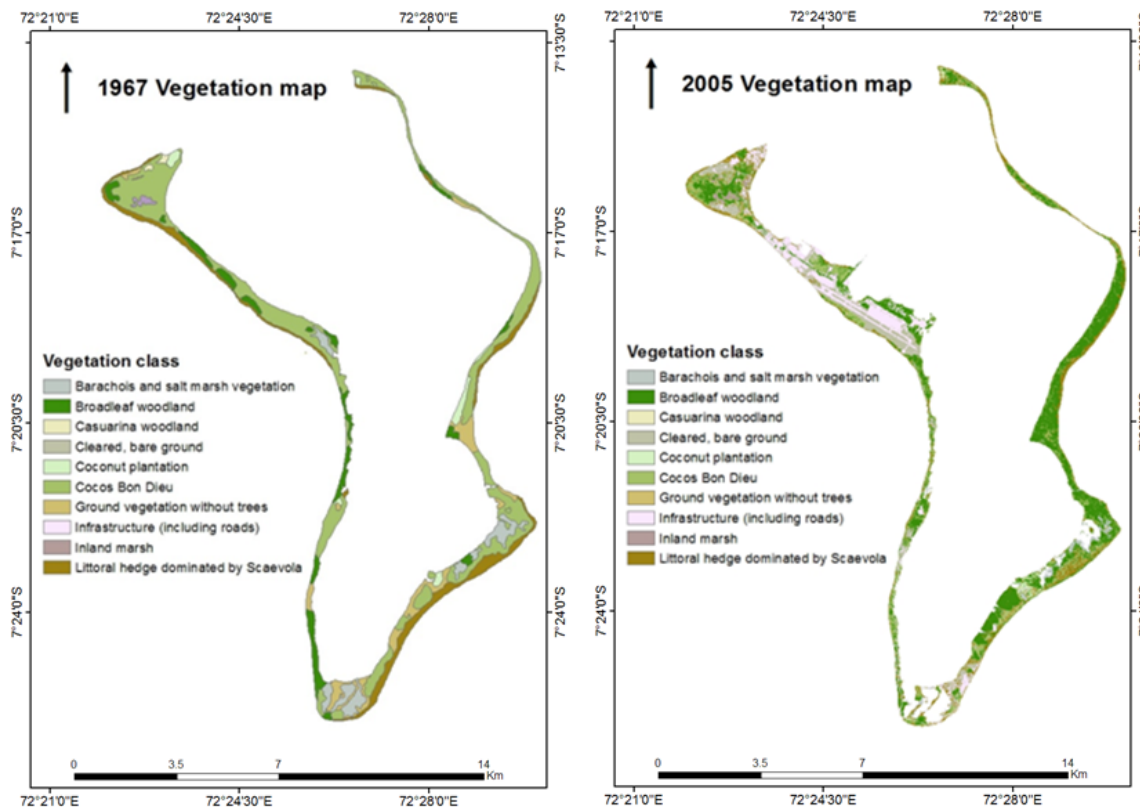 72°21'0"E 72°24'30"E 72°28'0"E
7°13'30"S
1967 Vegetation map
7°17'0"S
7°17'0"S
Vegetation class
Barachois and salt marsh vegetation
Broadleaf woodland
Casuarina woodland
Cleared, bare ground
Coconut plantation
Cocos Bon Dieu
Ground vegetation without trees
Infrastructure (including roads)
Inland marsh
Littoral hedge dominated by Scaevola
7°20'30"S
7°20'30"S
7°24'0"S
7°24'0"S
0 3.5 7 14
Km
72°21'0"E 72°24'30"E 72°28'0"E
72°21'0"E 72°24'30"E 72°28'0"E
2005 Vegetation map
Vegetation class
Barachois and salt marsh vegetation
Broadleaf woodland
Casuarina woodland
Cleared, bare ground
Coconut plantation
Cocos Bon Dieu
Ground vegetation without trees
Infrastructure (including roads)
Inland marsh
Littoral hedge dominated by Scaevola
7°17'0"S
7°20'30"S
7°24'0"S
0 3.5 7 14
Km
72°21'0"E 72°24'30"E 72°28'0"E